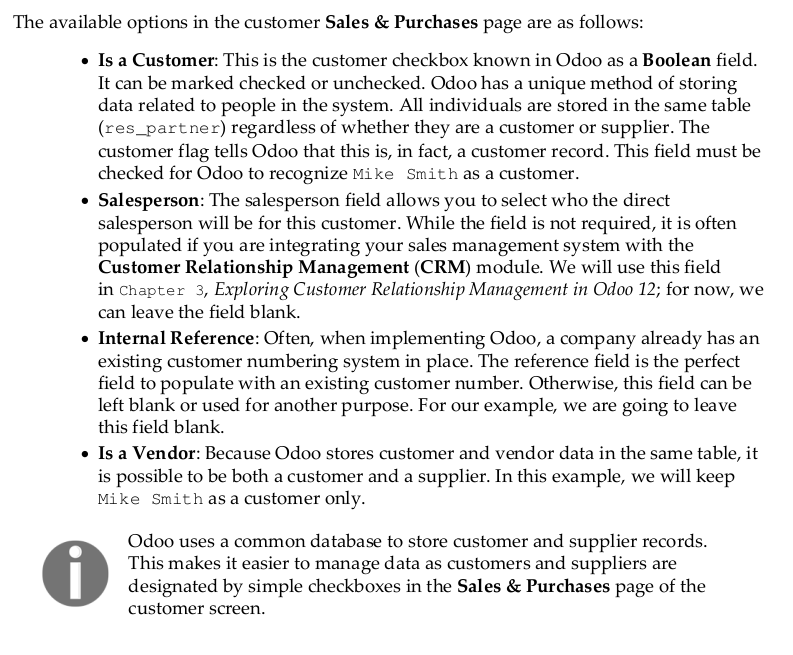 The available options in the customer Sales & Purchases page are as follows:
• Is a Customer: This is the customer checkbox known in Odoo as a Boolean field.
It can be marked checked or unchecked. Odoo has a unique method of storing
data related to people in the system. All individuals are stored in the same table
(res_partner) regardless of whether they are a customer or supplier. The
customer flag tells Odoo that this is, in fact, a customer record. This field must be
checked for Odoo to recognize Mike Smith as a customer.
• Salesperson: The salesperson field allows you to select who the direct
salesperson will be for this customer. While the field is not required, it is often
populated if you are integrating your sales management system with the
Customer Relationship Management (CRM) module. We will use this field
in Chapter 3, Exploring Customer Relationship Management in Odoo 12; for now, we
can leave the field blank.
• Internal Reference: Often, when implementing Odoo, a company already has an
existing customer numbering system in place. The reference field is the perfect
field to populate with an existing customer number. Otherwise, this field can be
left blank or used for another purpose. For our example, we are going to leave
this field blank.
• Is a Vendor: Because Odoo stores customer and vendor data in the same table, it
is possible to be both a customer and a supplier. In this example, we will keep
Mike Smith as a customer only.
Odoo uses a common database to store customer and supplier records.
This makes it easier to manage data as customers and suppliers are
designated by simple checkboxes in the Sales & Purchases page of the
customer screen.